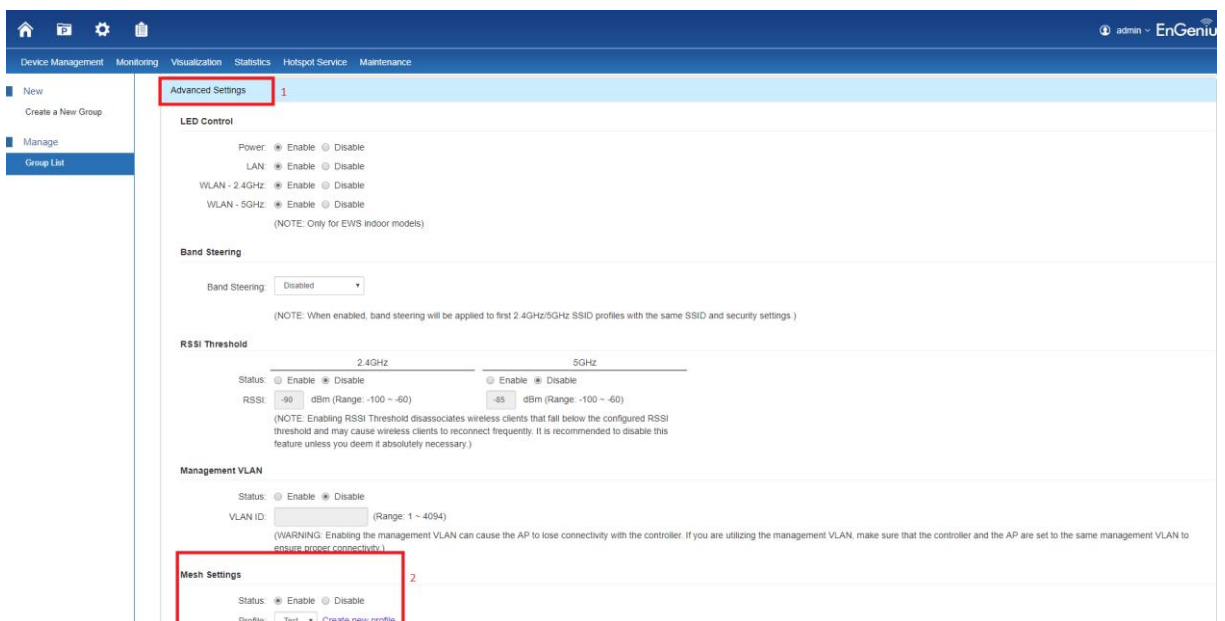 admin EnGeniu
Device Management Monitoring Visualization Statistics Hotspot Service Maintenance
New
Create a New Group
Manage
Group List
Advanced Settings 1
LED Control
Power: Enable Disable
LAN: Enable Disable
WLAN - 2.4GHz: Enable Disable
WLAN - 5GHz: Enable Disable
(NOTE: Only for EWS indoor models)
Band Steering
Band Steering: Disabled
(NOTE: When enabled, band steering will be applied to first 2.4GHz/5GHz SSID profiles with the same SSID and security settings.)
RSSI Threshold
2.4GHz 5GHz
Status: Enable Disable Enable Disable
RSSI: -90 dBm (Range: -100 ~ -60) -85 dBm (Range: -100 ~ -60)
(NOTE: Enabling RSSI Threshold disassociates wireless clients that fall below the configured RSSI
threshold and may cause wireless clients to reconnect frequently. It is recommended to disable this
feature unless you deem it absolutely necessary.)
Management VLAN
Status: Enable Disable
VLAN ID: (Range: 1 ~ 4094)
(WARNING: Enabling the management VLAN can cause the AP to lose connectivity with the controller. If you are utilizing the management VLAN, make sure that the controller and the AP are set to the same management VLAN to
ensure proper connectivity.)
Mesh Settings 2
Status: Enable Disable
Profile: Test Create new profile